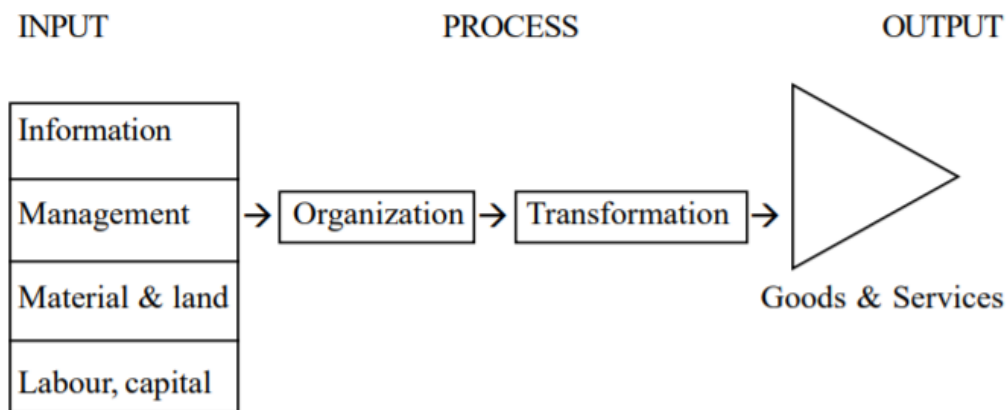 INPUT PROCESS OUTPUT
Information
Management
Material & land
Labour, capital
Organization
Transformation
Goods & Services